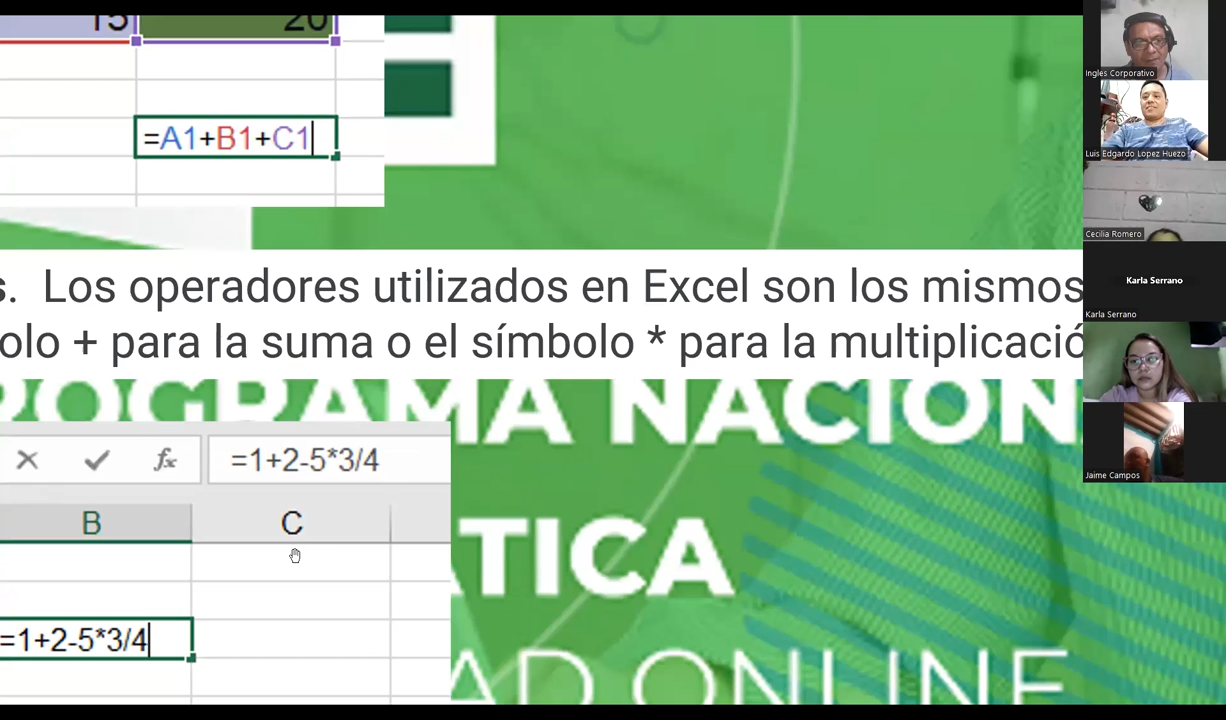 15 20
=A1+B1+C1
s. Los operadores utilizados en Excel son los mismos
olo + para la suma o el símbolo * para la multiplicació
ROGRAMA NACION
fx =1+2-5*3/4
B C
ÁTICA
=1+2-5*3/4
AD ONLINE
Ingles Corporativo
Luis Edgardo Lopez Huezo
Cecilia Romero
Karla Serrano
Karla Serrano
Jaime Campos